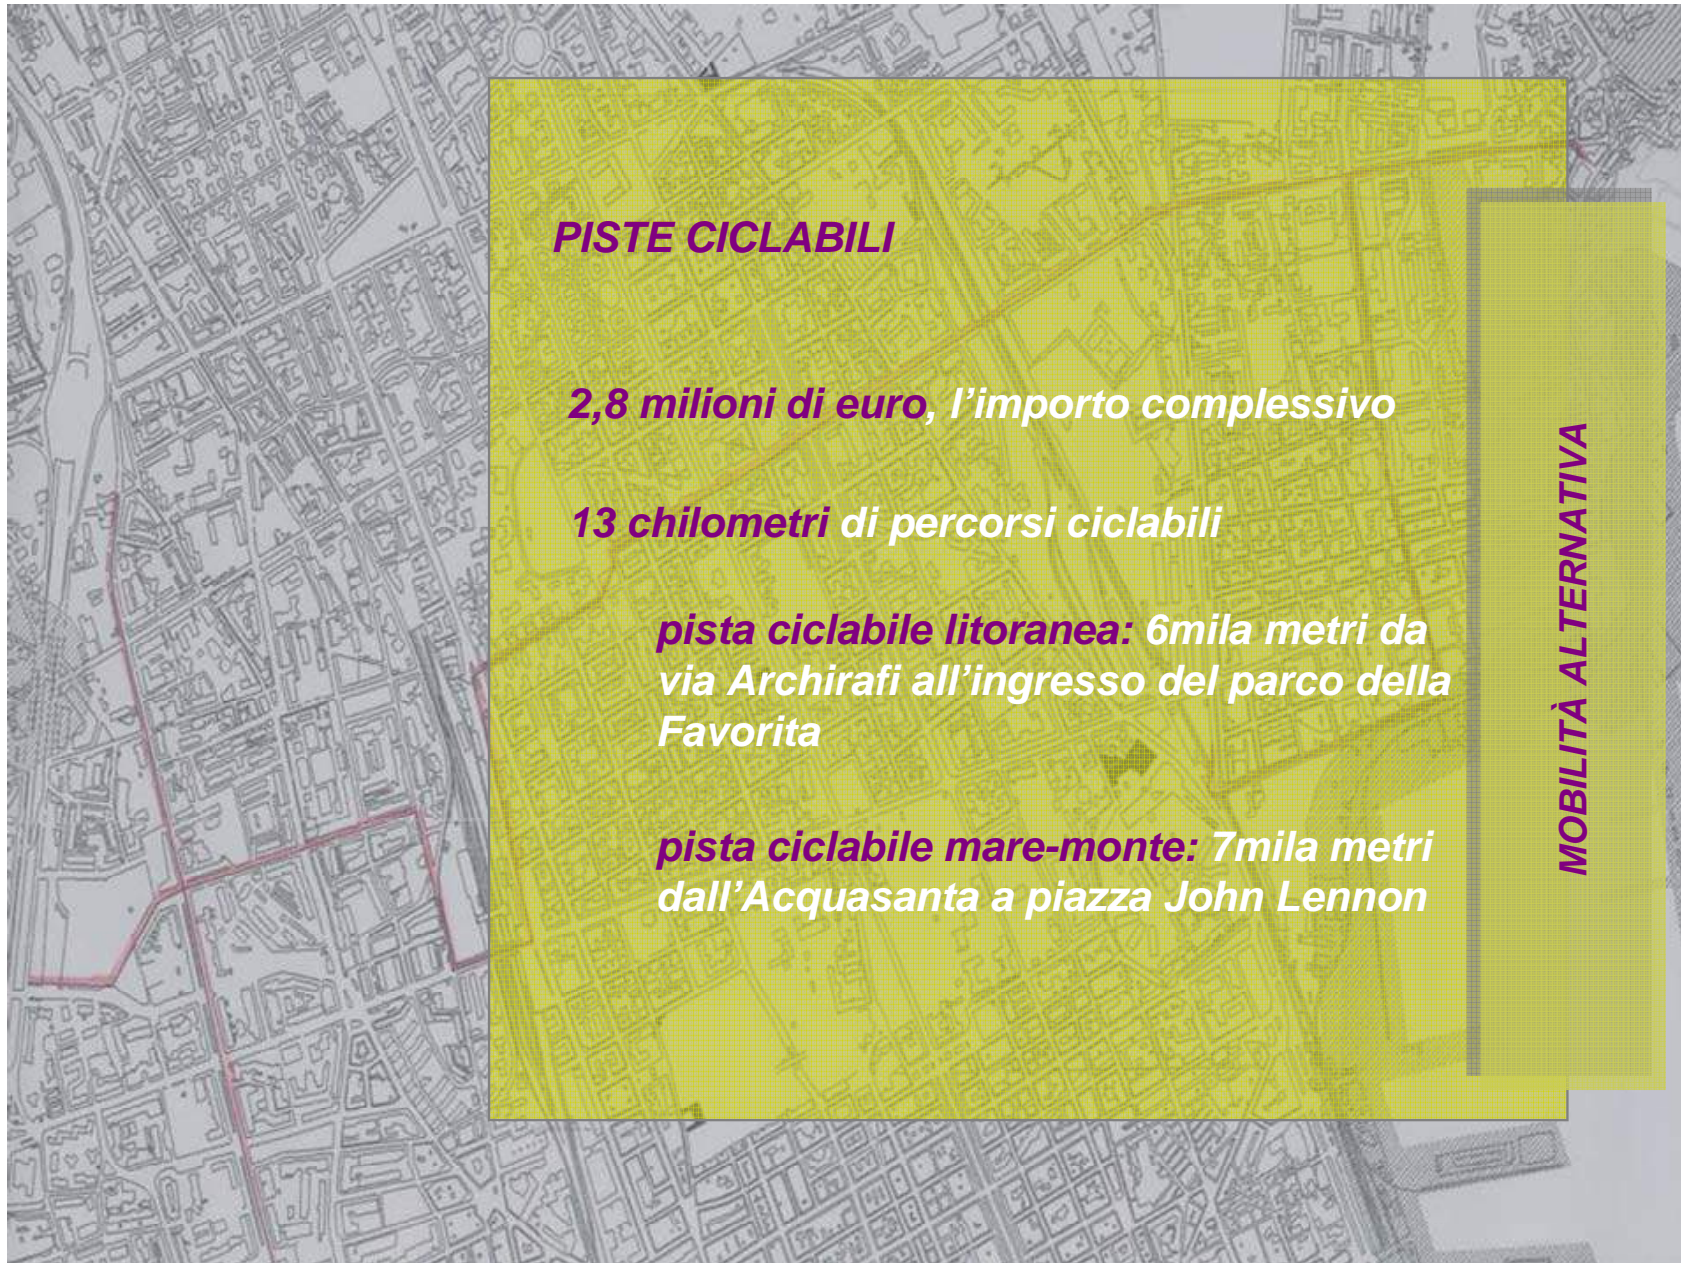 PISTE CICLABILI
2,8 milioni di euro, l’importo complessivo
13 chilometri di percorsi ciclabili
pista ciclabile litoranea: 6mila metri da
via Archirafi all’ingresso del parco della
Favorita
pista ciclabile mare-monte: 7mila metri
dall’Acquasanta a piazza John Lennon
MOBILITÀ ALTERNATIVA